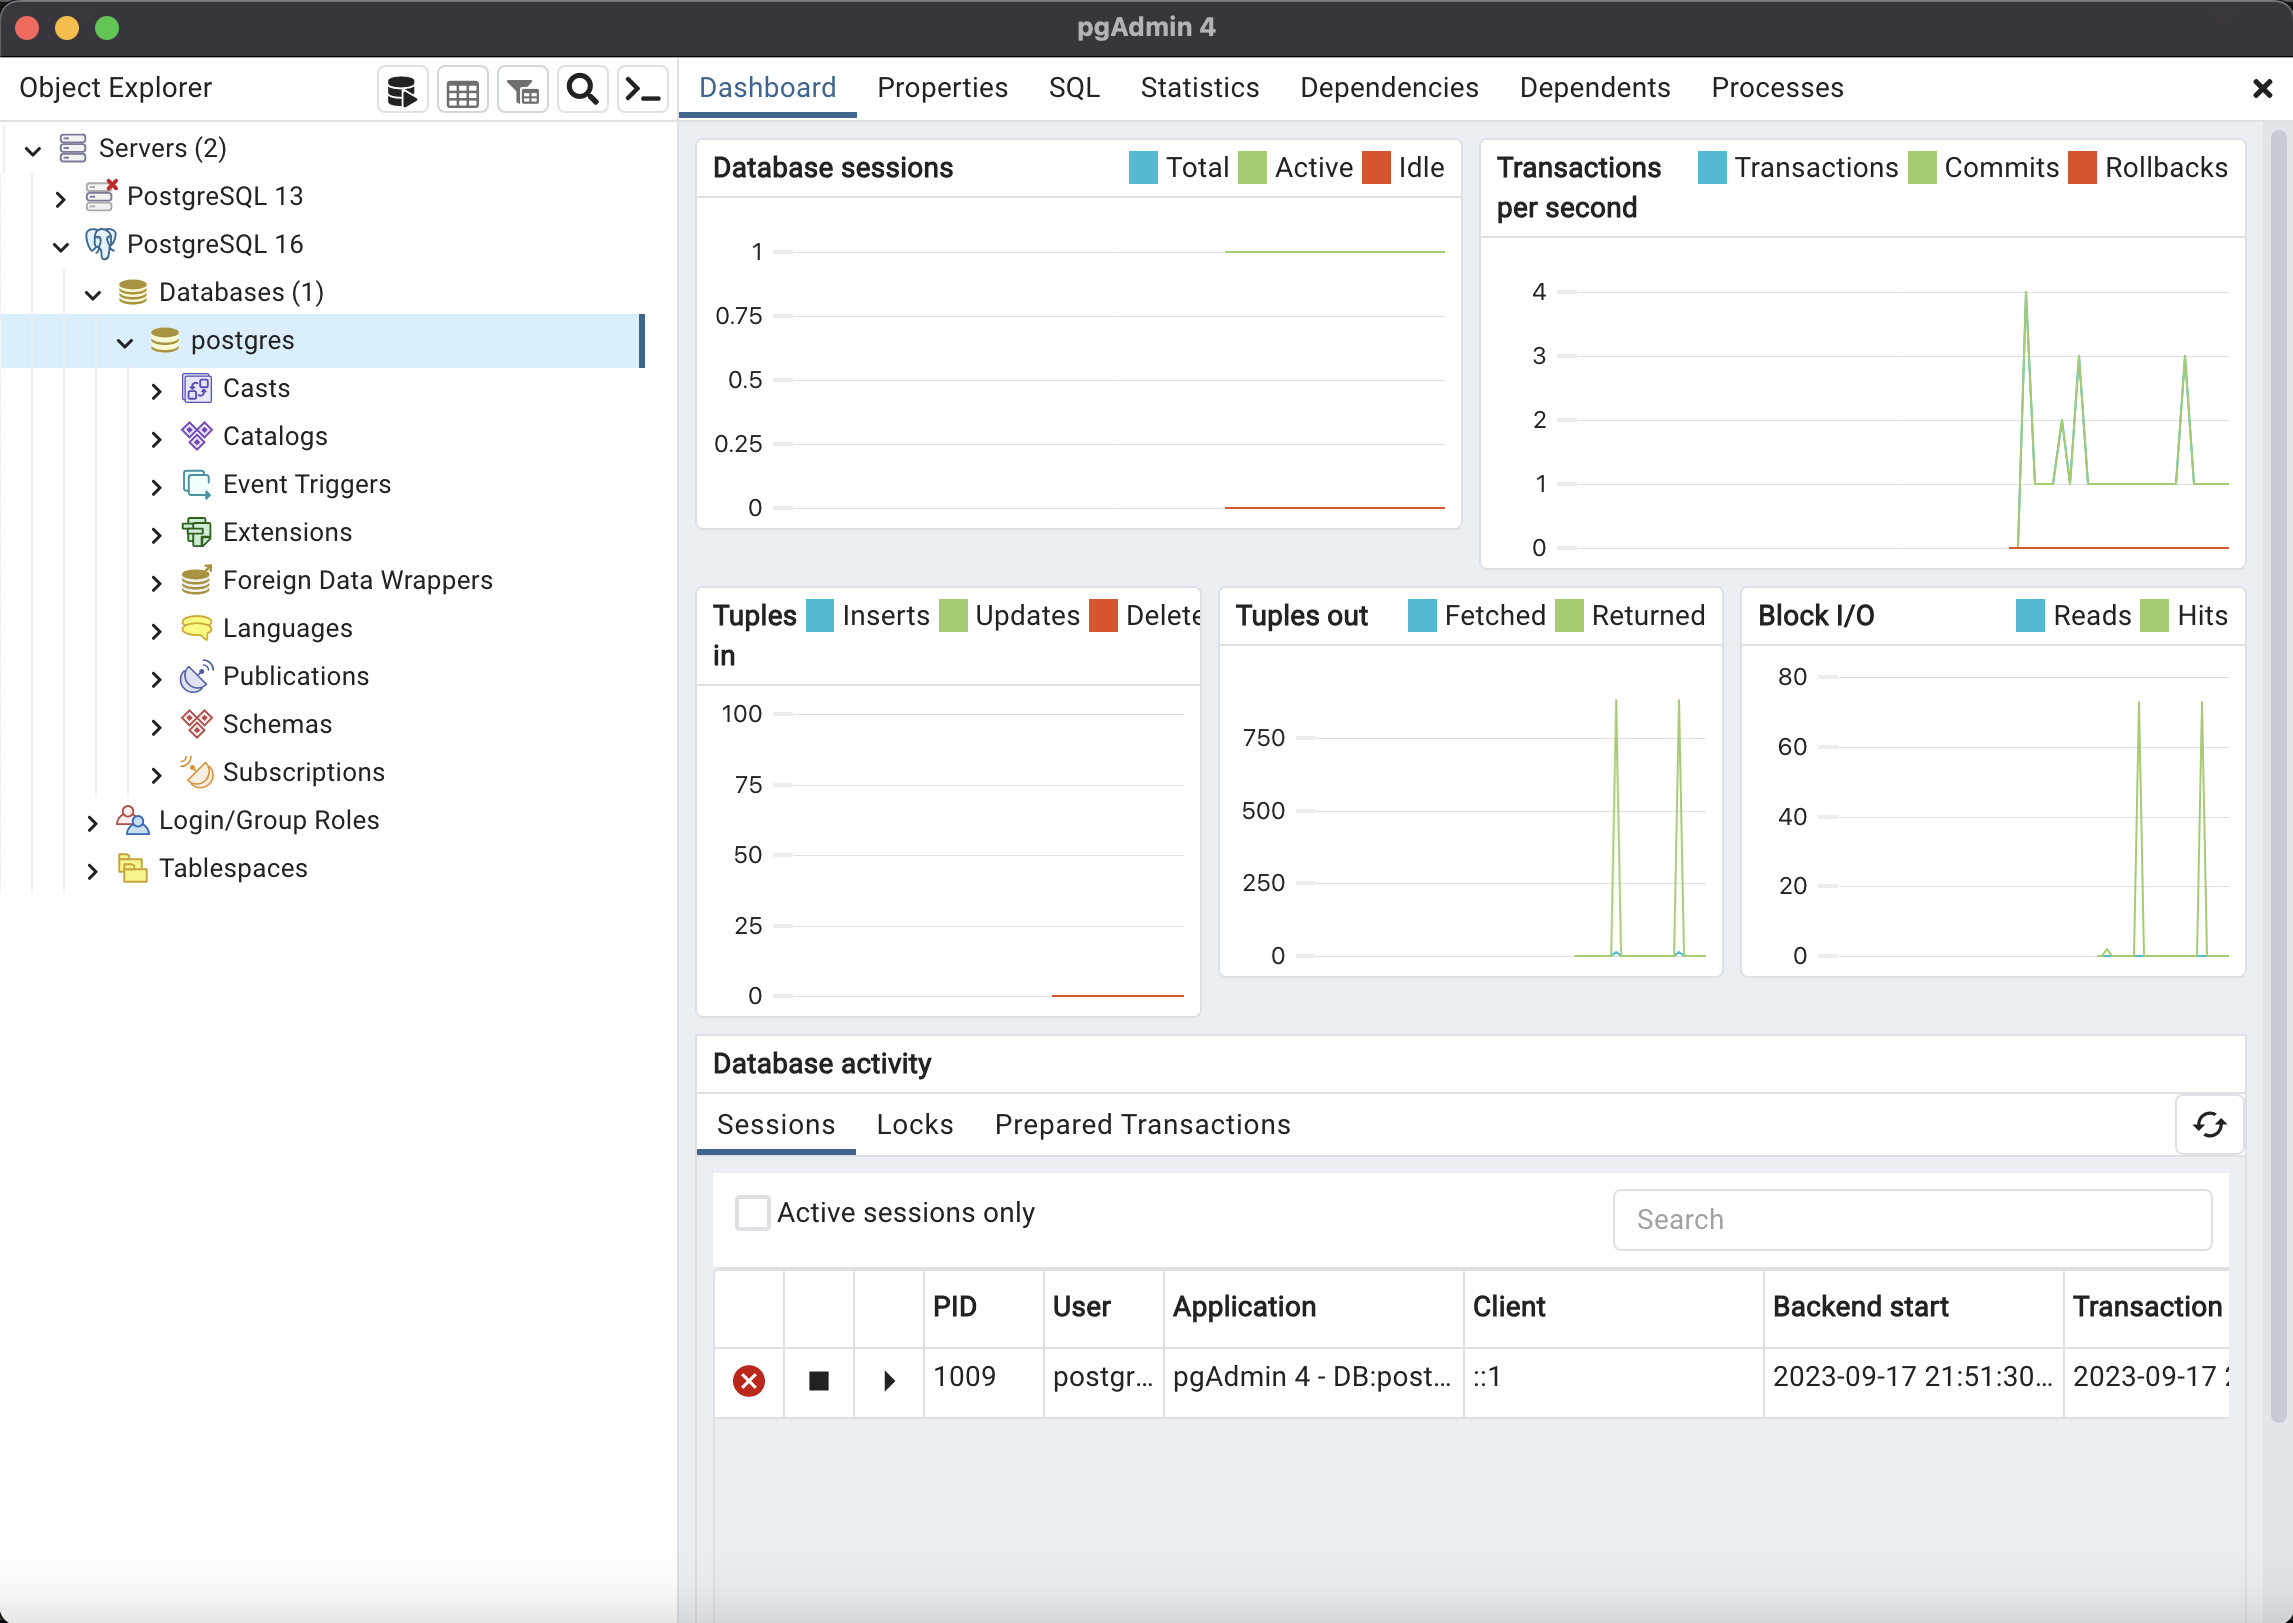 pgAdmin 4
Object Explorer
Servers (2)
PostgreSQL 13
PostgreSQL 16
Databases (1)
postgres
Casts
Catalogs
Event Triggers
Extensions
Foreign Data Wrappers
Languages
Publications
Schemas
Subscriptions
Login/Group Roles
Tablespaces
Dashboard Properties SQL Statistics Dependencies Dependents Processes
Database sessions Total Active Idle
1
0.75
0.5
0.25
0
Transactions per second Transactions Commits Rollbacks
4
3
2
1
0
Tuples in Inserts Updates Delete
100
75
50
25
0
Tuples out Fetched Returned
750
500
250
0
Block I/O Reads Hits
80
60
40
20
0
Database activity
Sessions Locks Prepared Transactions
Active sessions only Search
PID User Application Client Backend start Transaction
1009 postgr... pgAdmin 4 - DB:post... ::1 2023-09-17 21:51:30... 2023-09-17